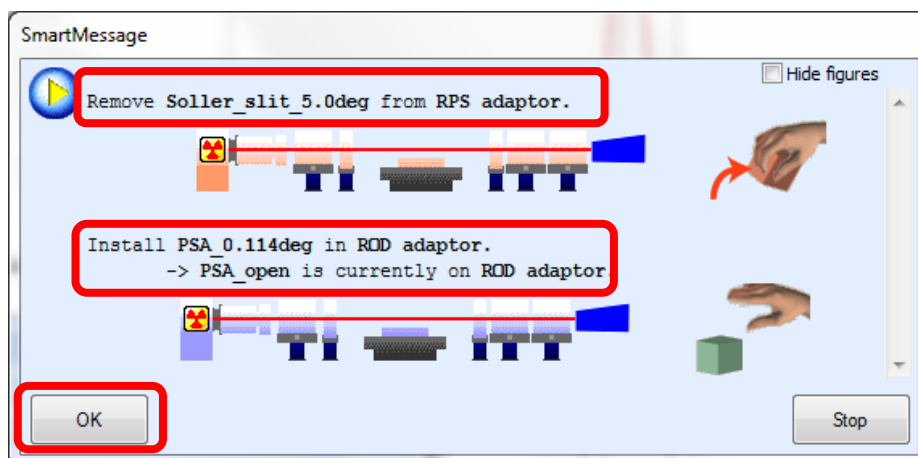 SmartMessage
Hide figures
Remove Soller_slit_5.0deg from RPS adaptor.
Install PSA_0.114deg in ROD adaptor.
-> PSA_open is currently on ROD adaptor.
OK
Stop